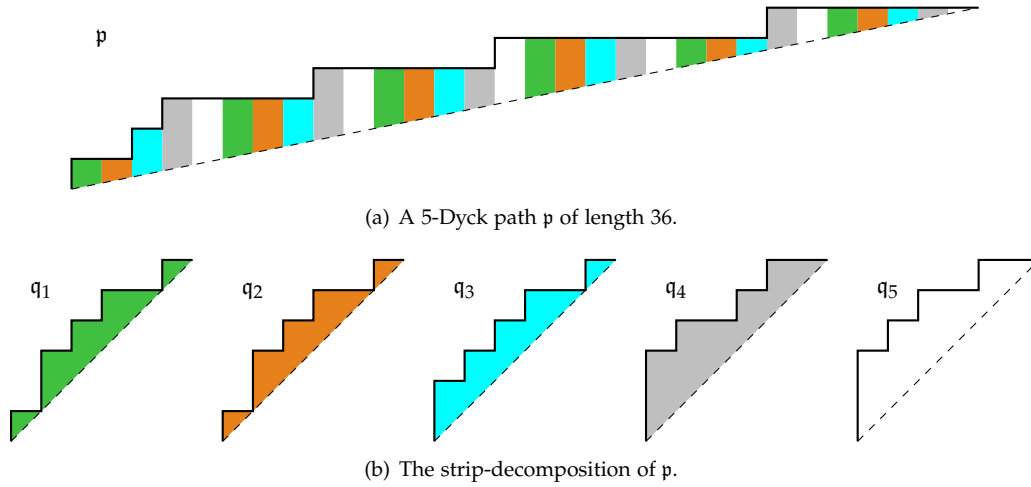 𝔭
(a) A 5-Dyck path 𝔭 of length 36.
𝔮₁ 𝔮₂ 𝔮₃ 𝔮₄ 𝔮₅
(b) The strip-decomposition of 𝔭.